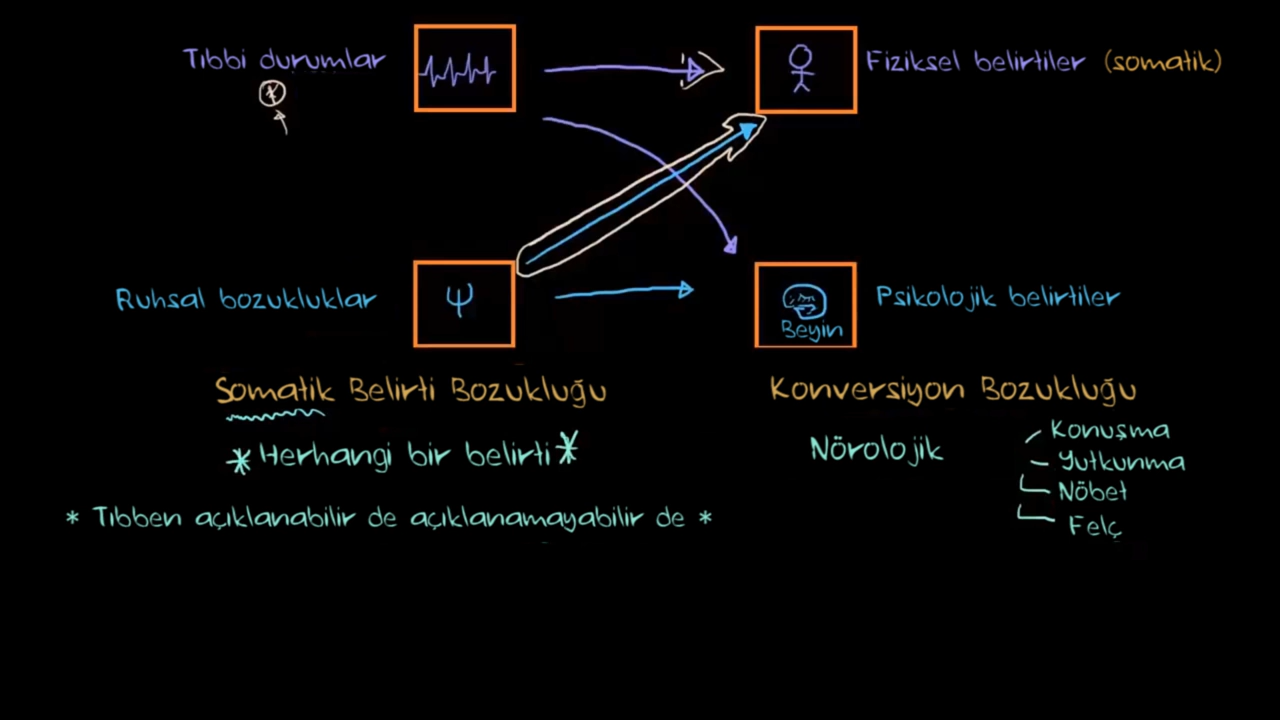 Tıbbi durumlar
Fiziksel belirtiler (somatik)
Ruhsal bozukluklar
Ψ
Beyin
Psikolojik belirtiler
Somatik Belirti Bozukluğu
* Herhangi bir belirti *
* Tıbben açıklanabilir de açıklanamayabilir de *
Konversiyon Bozukluğu
Nörolojik
Konuşma
Yutkunma
Nöbet
Felç